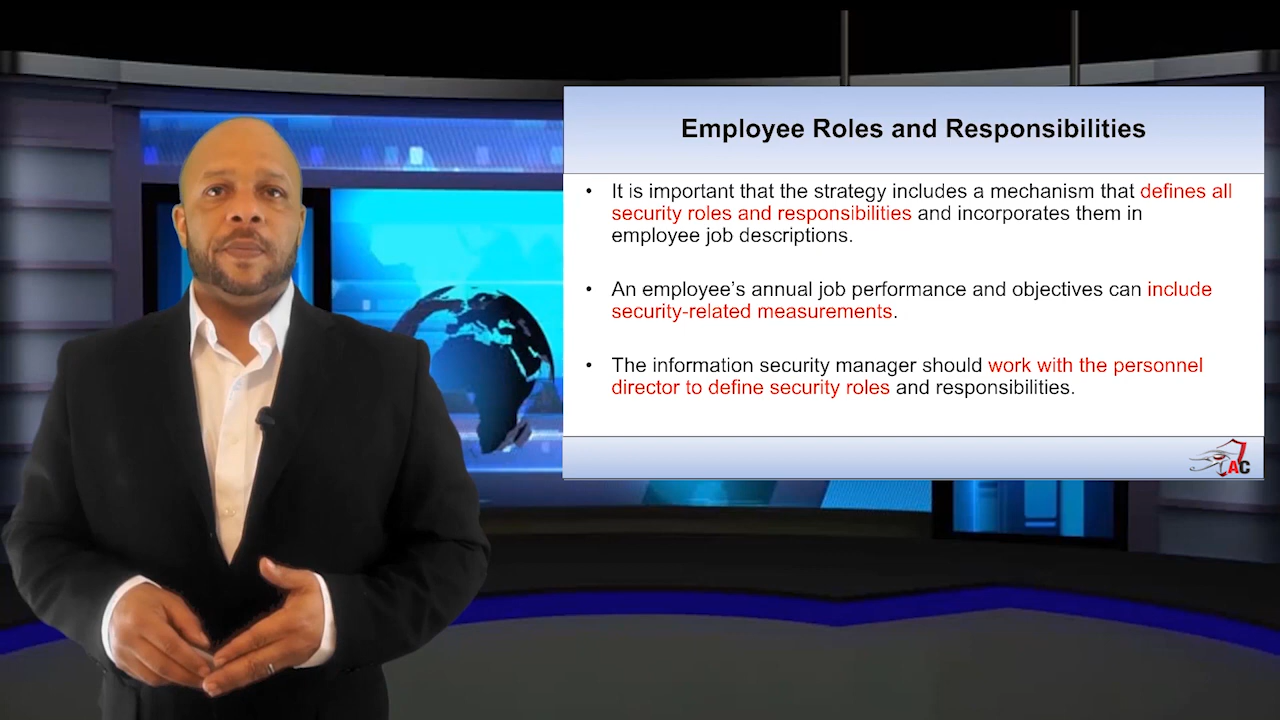 Employee Roles and Responsibilities
• It is important that the strategy includes a mechanism that defines all
security roles and responsibilities and incorporates them in
employee job descriptions.
• An employee’s annual job performance and objectives can include
security-related measurements.
• The information security manager should work with the personnel
director to define security roles and responsibilities.
AC